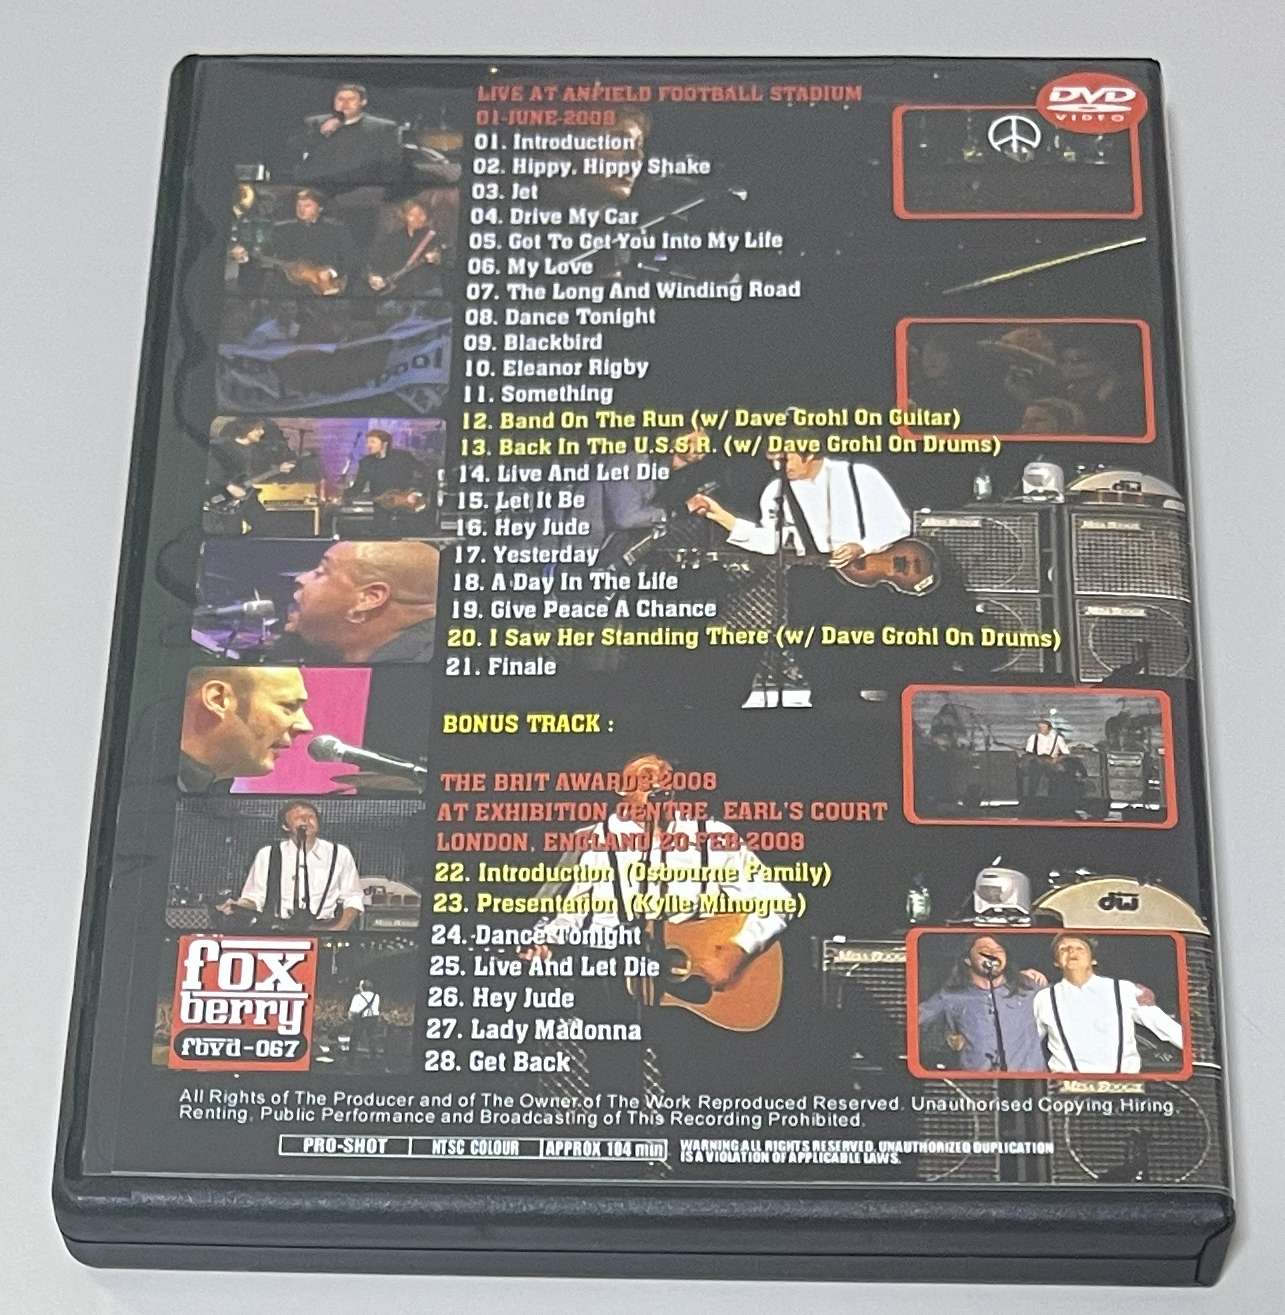 LIVE AT ANFIELD FOOTBALL STADIUM
01-JUNE-2008
01. Introduction
02. Hippy, Hippy Shake
03. Jet
04. Drive My Car
05. Got To Get You Into My Life
06. My Love
07. The Long And Winding Road
08. Dance Tonight
09. Blackbird
10. Eleanor Rigby
11. Something
12. Band On The Run (w/ Dave Grohl On Guitar)
13. Back In The U.S.S.R. (w/ Dave Grohl On Drums)
14. Live And Let Die
15. Let It Be
16. Hey Jude
17. Yesterday
18. A Day In The Life
19. Give Peace A Chance
20. I Saw Her Standing There (w/ Dave Grohl On Drums)
21. Finale
BONUS TRACK :
THE BRIT AWARDS 2008
AT EXHIBITION CENTRE, EARL'S COURT
LONDON, ENGLAND 20-FEB-2008
22. Introduction (Osbourne Family)
23. Presentation (Kylie Minogue)
24. Dance Tonight
25. Live And Let Die
26. Hey Jude
27. Lady Madonna
28. Get Back
DVD
VIDEO
MESA BOOGIE
dw
dw
MESA BOOGIE
fox
berry
fbvd-067
All Rights of The Producer and of The Owner of The Work Reproduced Reserved. Unauthorised Copying, Hiring,
Renting, Public Performance and Broadcasting of This Recording Prohibited.
PRO-SHOT NTSC COLOUR APPROX 104 min
WARNING ALL RIGHTS RESERVED. UNAUTHORIZED DUPLICATION
IS A VIOLATION OF APPLICABLE LAWS.